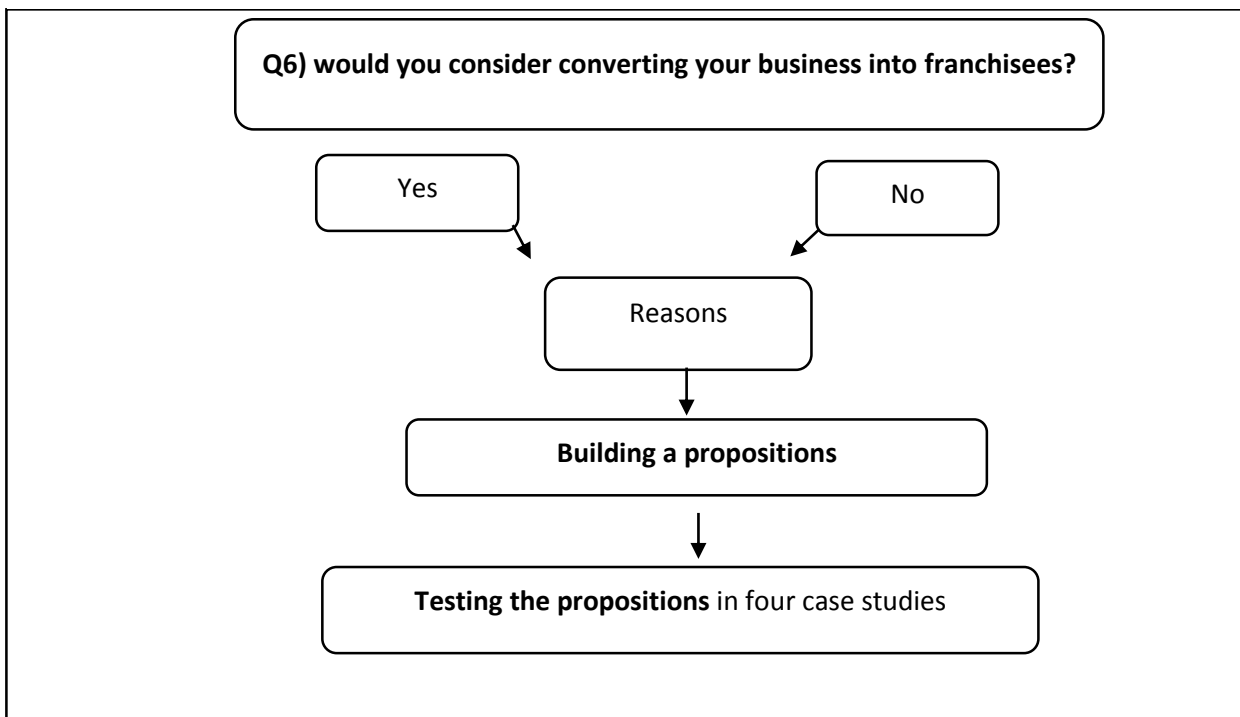 Q6) would you consider converting your business into franchisees?
Yes
No
Reasons
Building a propositions
Testing the propositions in four case studies